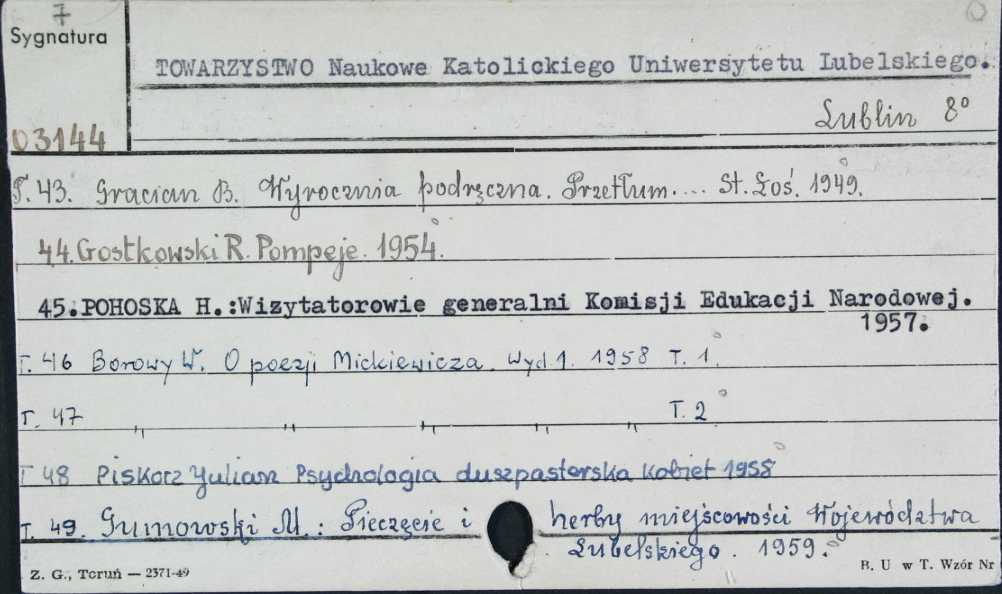 7
Sygnatura
TOWARZYSTWO Naukowe Katolickiego Uniwersytetu Lubelskiego.
Lublin 8°
03144
T. 43. Gracian B. Wyrocznia podręczna. Przetłum.... St. Łoś. 1949.
44. Gostkowski R. Pompeje. 1954.
45. POHOSKA H.:Wizytatorowie generalni Komisji Edukacji Narodowej.
1957.
T. 46 Borowy W. O poezji Mickiewicza. Wyd 1. 1958 T. 1.
T. 47 " " " " " T. 2
T 48 Piskorz Julian Psychologia duszpasterska kobiet 1958
T. 49. Gumowski M.: Pieczęcie i herby miejscowości Województwa
Lubelskiego. 1959.
Z. G., Toruń — 2371-49
B. U w T. Wzór Nr